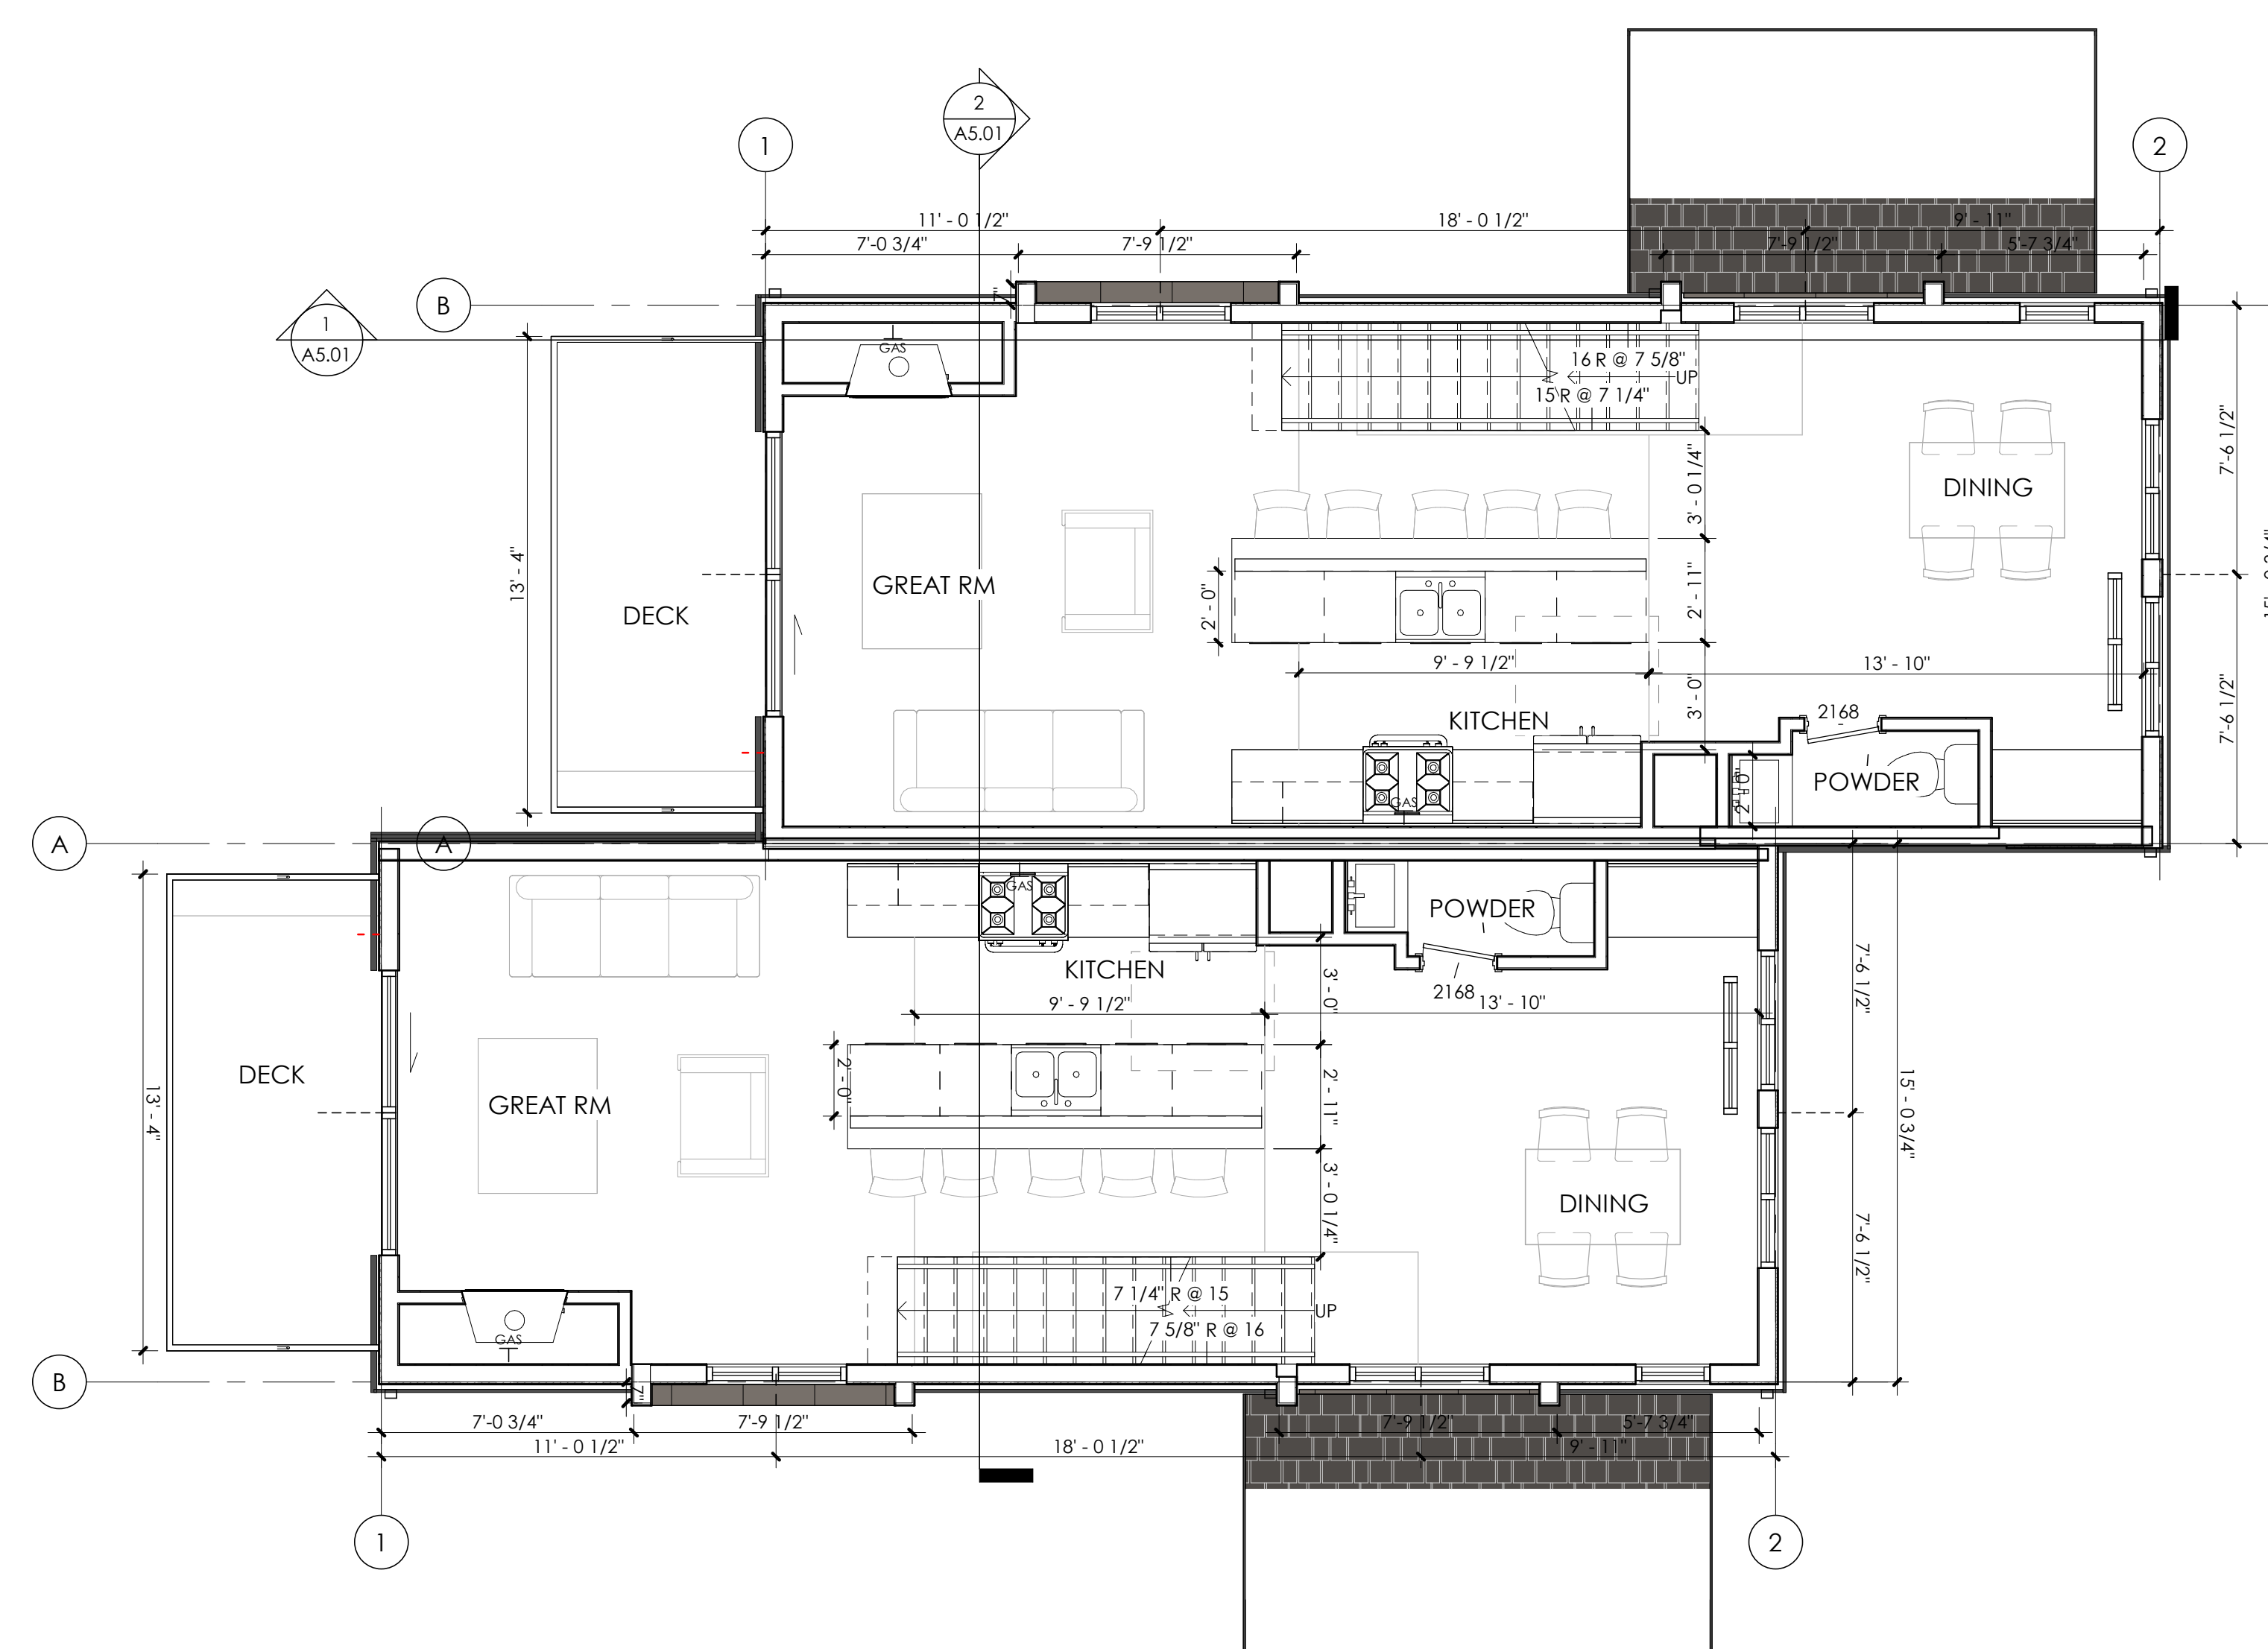 2
A5.01
1
2
11' - 0 1/2"
18' - 0 1/2"
9' - 11"
7'-0 3/4"
7'-9 1/2"
7'-9 1/2"
5'-7 3/4"
B
1
A5.01
GAS
16 R @ 7 5/8"
UP
15 R @ 7 1/4"
7'-6 1/2"
3' - 0 1/4"
DINING
13' - 4"
GREAT RM
DECK
2' - 0"
2' - 11"
9' - 9 1/2"
13' - 10"
3' - 0"
7'-6 1/2"
KITCHEN
2168
POWDER
2' 0"
GAS
A
A
GAS
POWDER
KITCHEN
3' - 0"
7'-6 1/2"
2168
9' - 9 1/2"
13' - 10"
DECK
2' - 0"
2' - 11"
13' - 4"
GREAT RM
15' - 0 3/4"
3' - 0 1/4"
DINING
7'-6 1/2"
7 1/4" R @ 15
UP
7 5/8" R @ 16
GAS
B
7"
7'-0 3/4"
7'-9 1/2"
7'-9 1/2"
5'-7 3/4"
11' - 0 1/2"
18' - 0 1/2"
9' - 11"
1
2